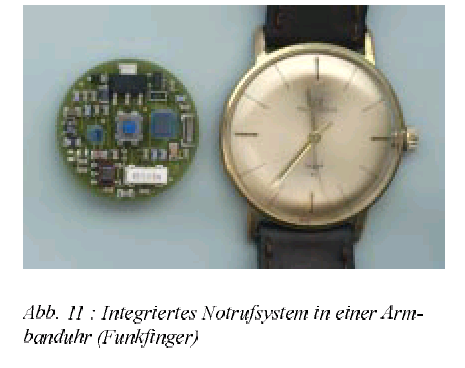 Abb. 11 : Integriertes Notrufsystem in einer Arm-
banduhr (Funkfinger)